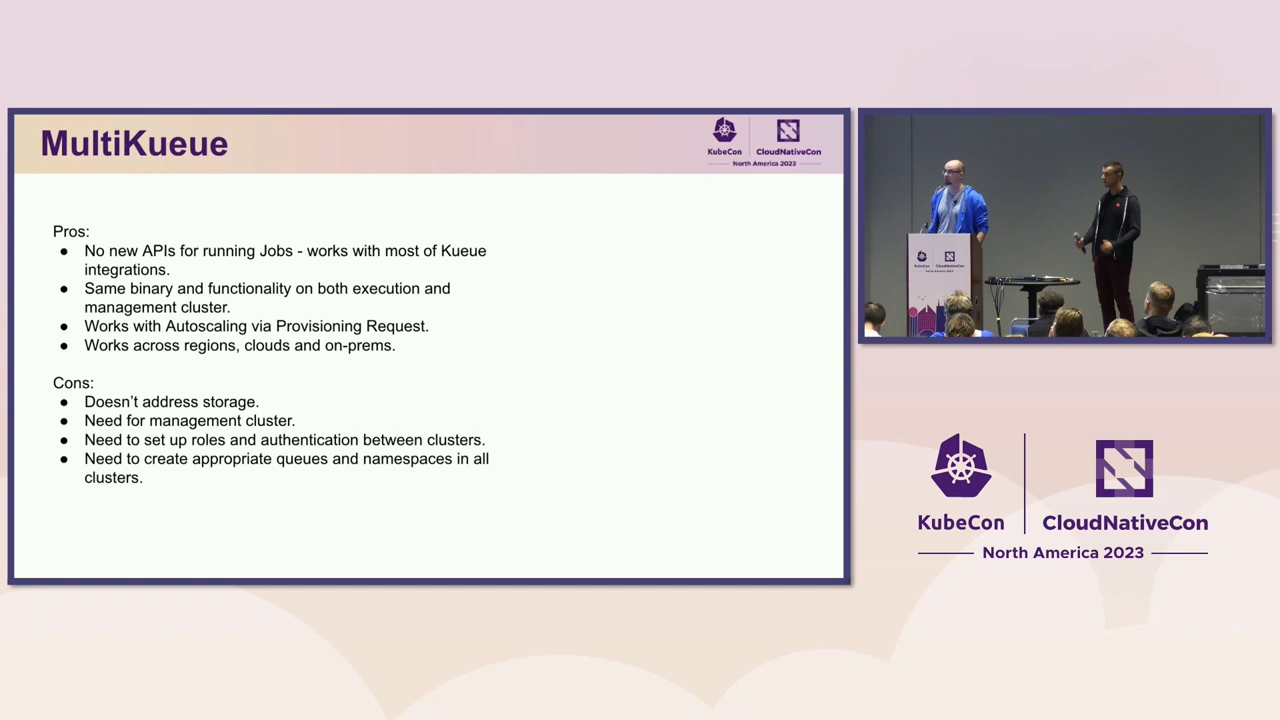 MultiKueue
KubeCon
CloudNativeCon
North America 2023
Pros:
● No new APIs for running Jobs - works with most of Kueue
integrations.
● Same binary and functionality on both execution and
management cluster.
● Works with Autoscaling via Provisioning Request.
● Works across regions, clouds and on-prems.
Cons:
● Doesn't address storage.
● Need for management cluster.
● Need to set up roles and authentication between clusters.
● Need to create appropriate queues and namespaces in all
clusters.
KubeCon
CloudNativeCon
North America 2023